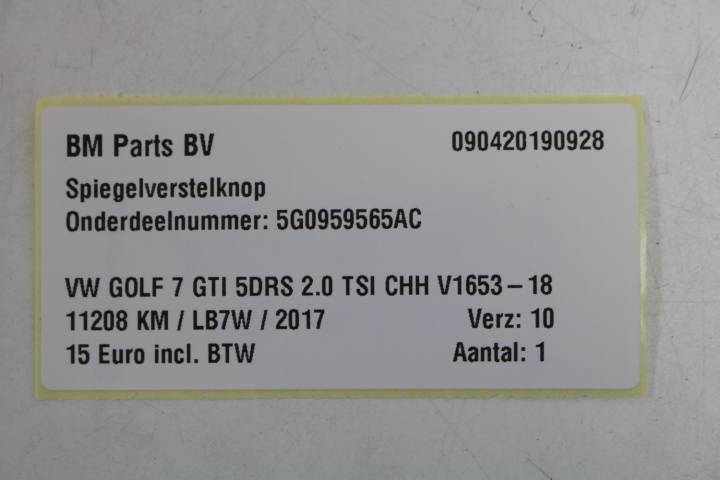 BM Parts BV 090420190928
Spiegelverstelknop
Onderdeelnummer: 5G0959565AC
VW GOLF 7 GTI 5DRS 2.0 TSI CHH V1653-18
11208 KM / LB7W / 2017 Verz: 10
15 Euro incl. BTW Aantal: 1